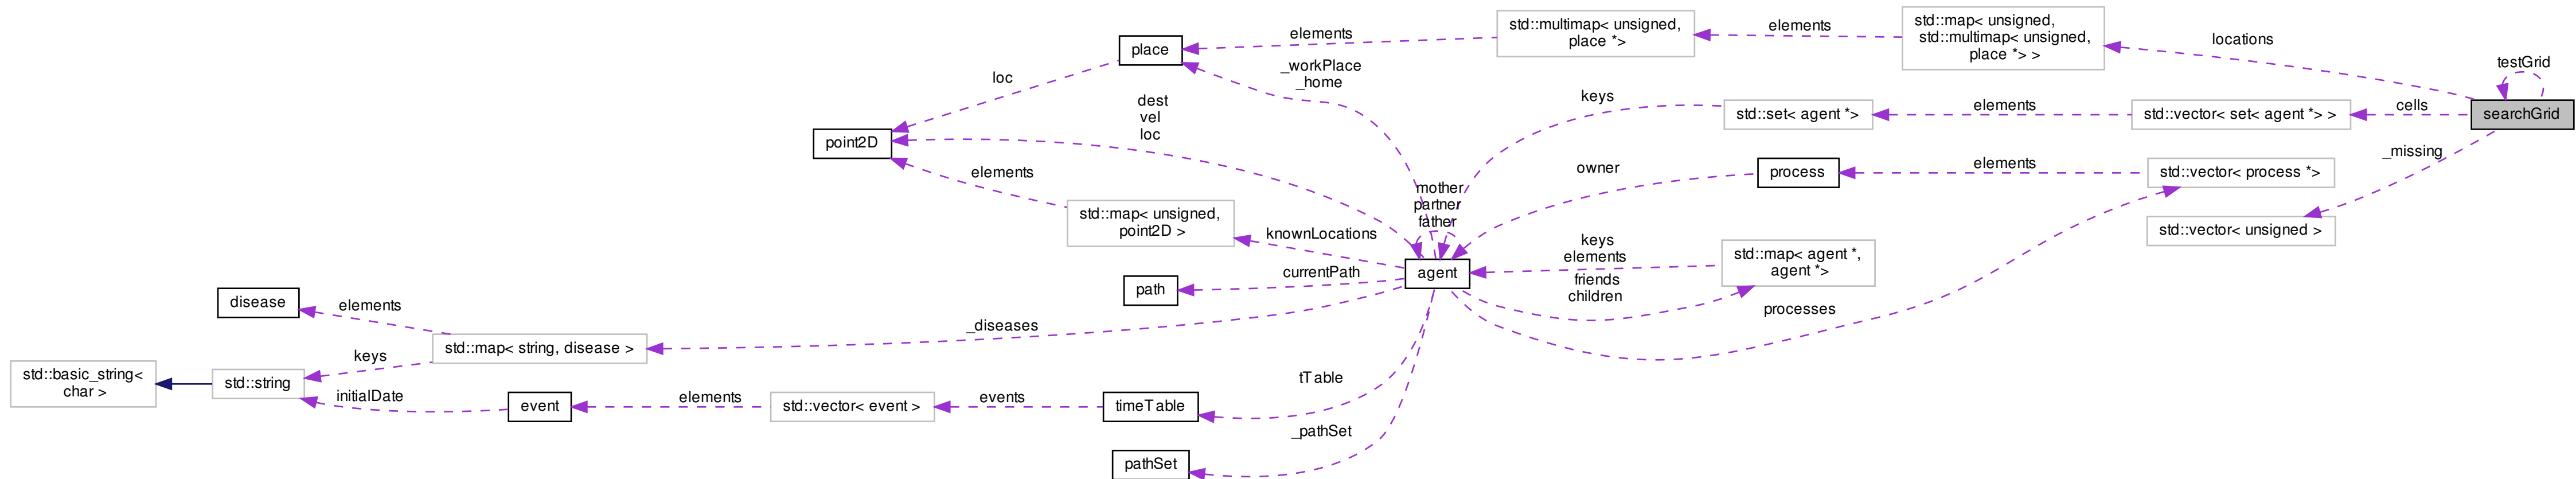 std::basic_string<
char >
disease
std::string
elements
keys
initialDate
std::map< string, disease >
event
elements
std::vector< event >
point2D
loc
dest
vel
loc
elements
_diseases
events
place
std::map< unsigned,
point2D >
path
timeTable
pathSet
elements
_workPlace
_home
knownLocations
currentPath
tTable
_pathSet
mother
partner
father
agent
std::multimap< unsigned,
place *>
keys
owner
keys
elements
friends
children
elements
std::set< agent *>
process
std::map< agent *,
agent *>
processes
std::map< unsigned,
std::multimap< unsigned,
place *> >
elements
elements
std::vector< set< agent *> >
std::vector< process *>
std::vector< unsigned >
locations
cells
_missing
testGrid
searchGrid